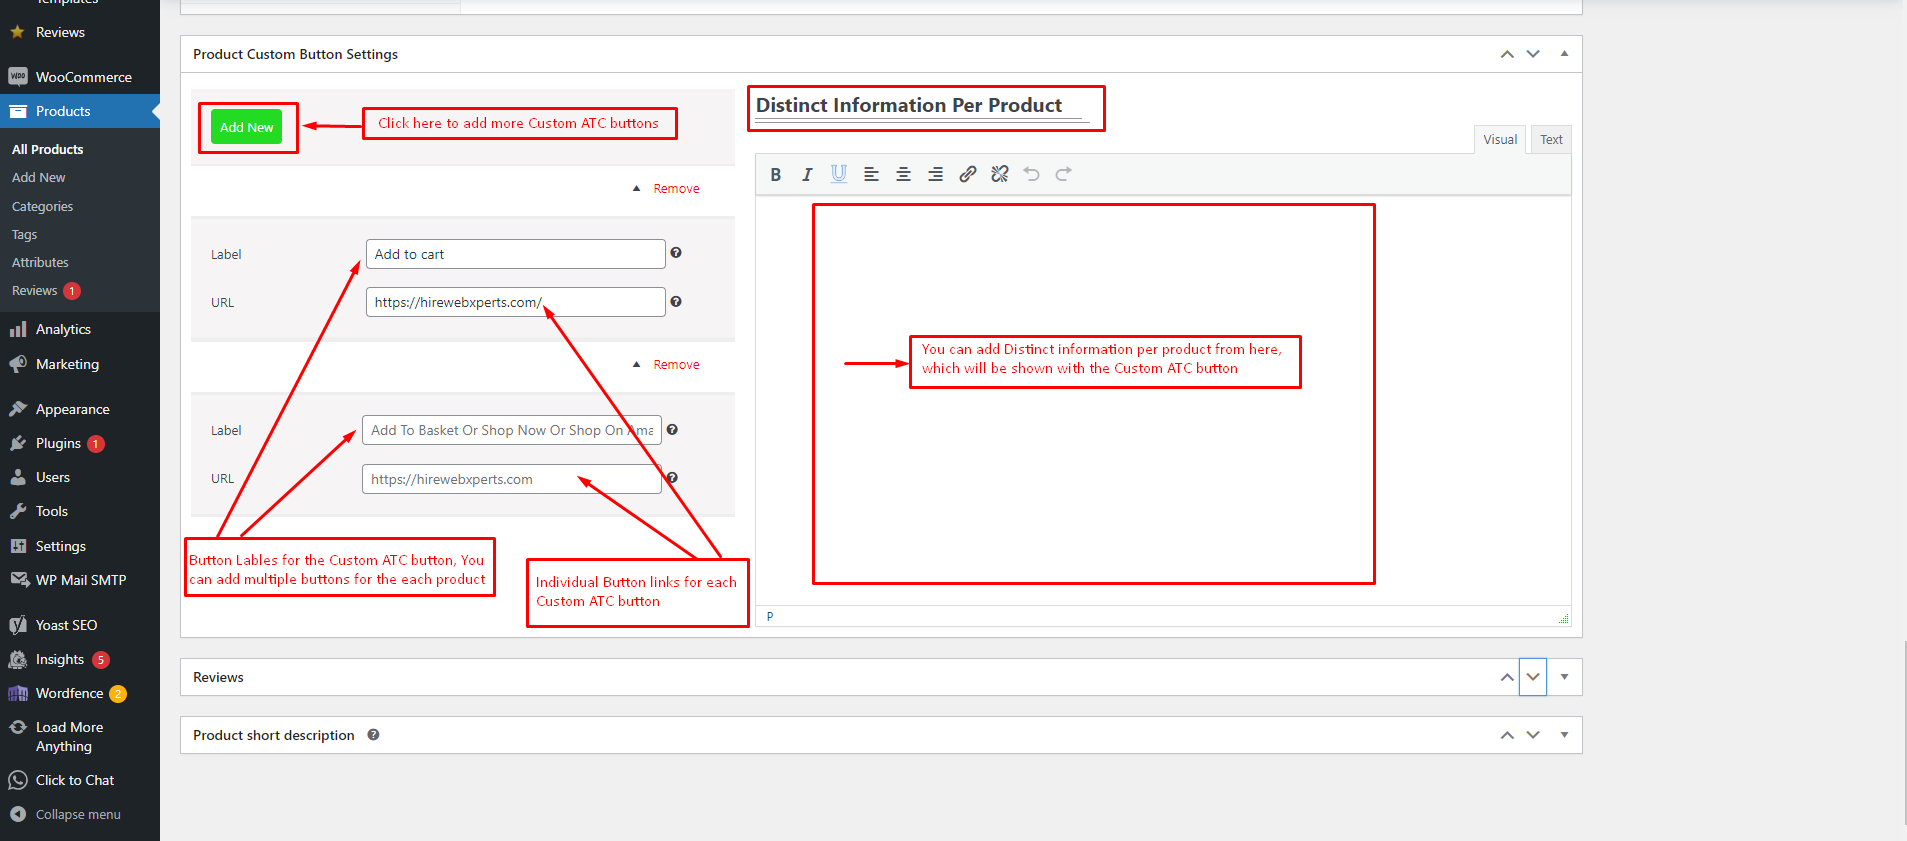 Reviews
WooCommerce
Products
All Products
Add New
Categories
Tags
Attributes
Reviews 1
Analytics
Marketing
Appearance
Plugins 1
Users
Tools
Settings
WP Mail SMTP
Yoast SEO
Insights 5
Wordfence 2
Load More
Anything
Click to Chat
Collapse menu
Product Custom Button Settings
Add New
Click here to add more Custom ATC buttons
Remove
Label
Add to cart
URL
https://hirewebxperts.com/
Remove
Label
Add To Basket Or Shop Now Or Shop On Ama
URL
https://hirewebxperts.com
Button Lables for the Custom ATC button, You
can add multiple buttons for the each product
Individual Button links for each
Custom ATC button
Distinct Information Per Product
Visual
Text
B I U
You can add Distinct information per product from here,
which will be shown with the Custom ATC button
P
Reviews
Product short description